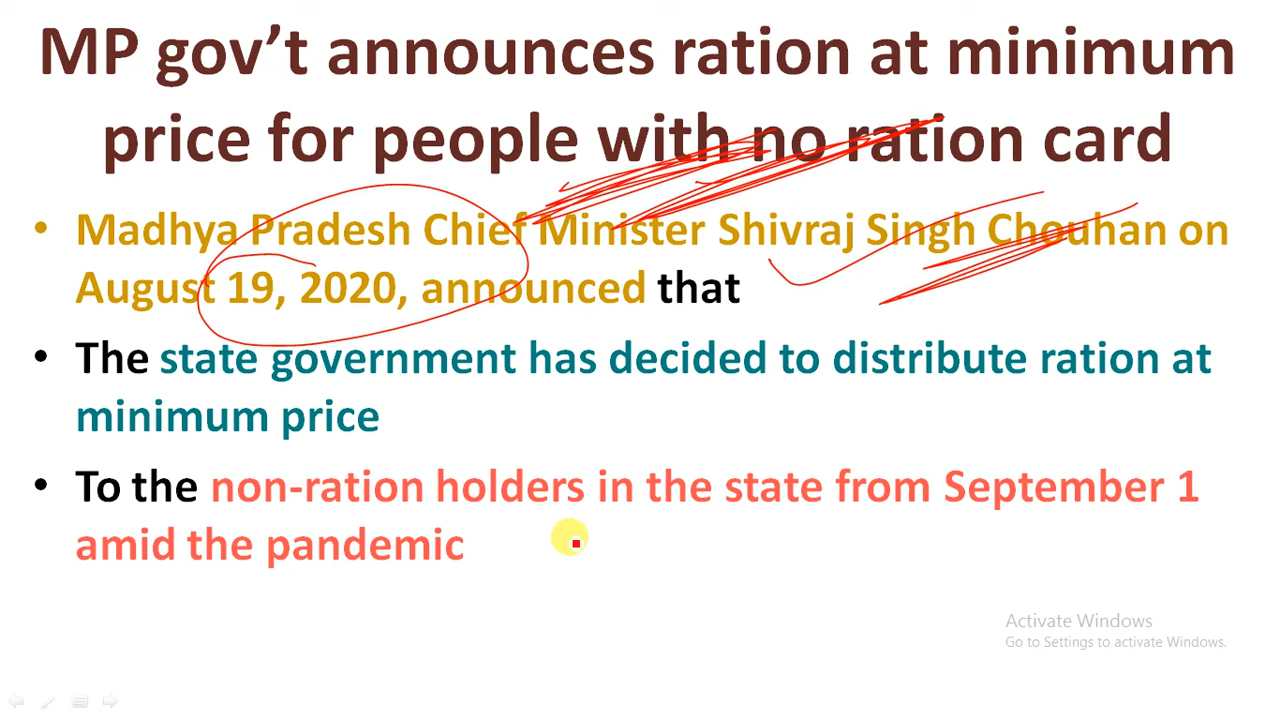 MP gov’t announces ration at minimum
price for people with no ration card
• Madhya Pradesh Chief Minister Shivraj Singh Chouhan on
August 19, 2020, announced that
• The state government has decided to distribute ration at
minimum price
• To the non-ration holders in the state from September 1
amid the pandemic
Activate Windows
Go to Settings to activate Windows.